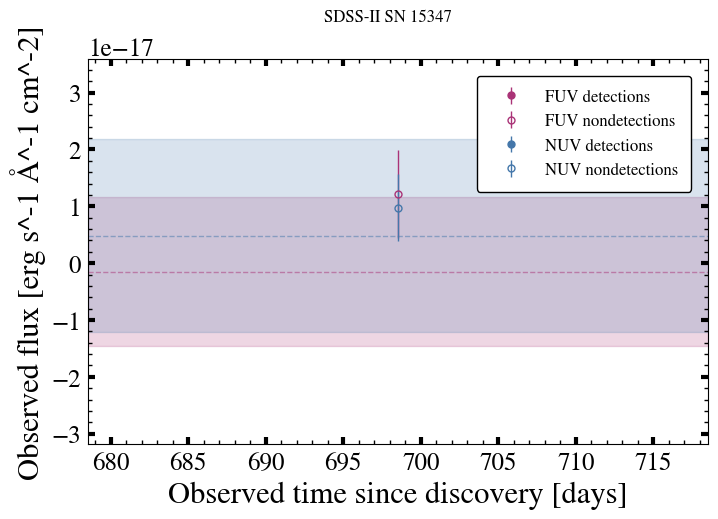 SDSS-II SN 15347
1e−17
Observed flux [erg s^-1 Å^-1 cm^-2]
3
2
1
0
−1
−2
−3
FUV detections
FUV nondetections
NUV detections
NUV nondetections
680 685 690 695 700 705 710 715
Observed time since discovery [days]